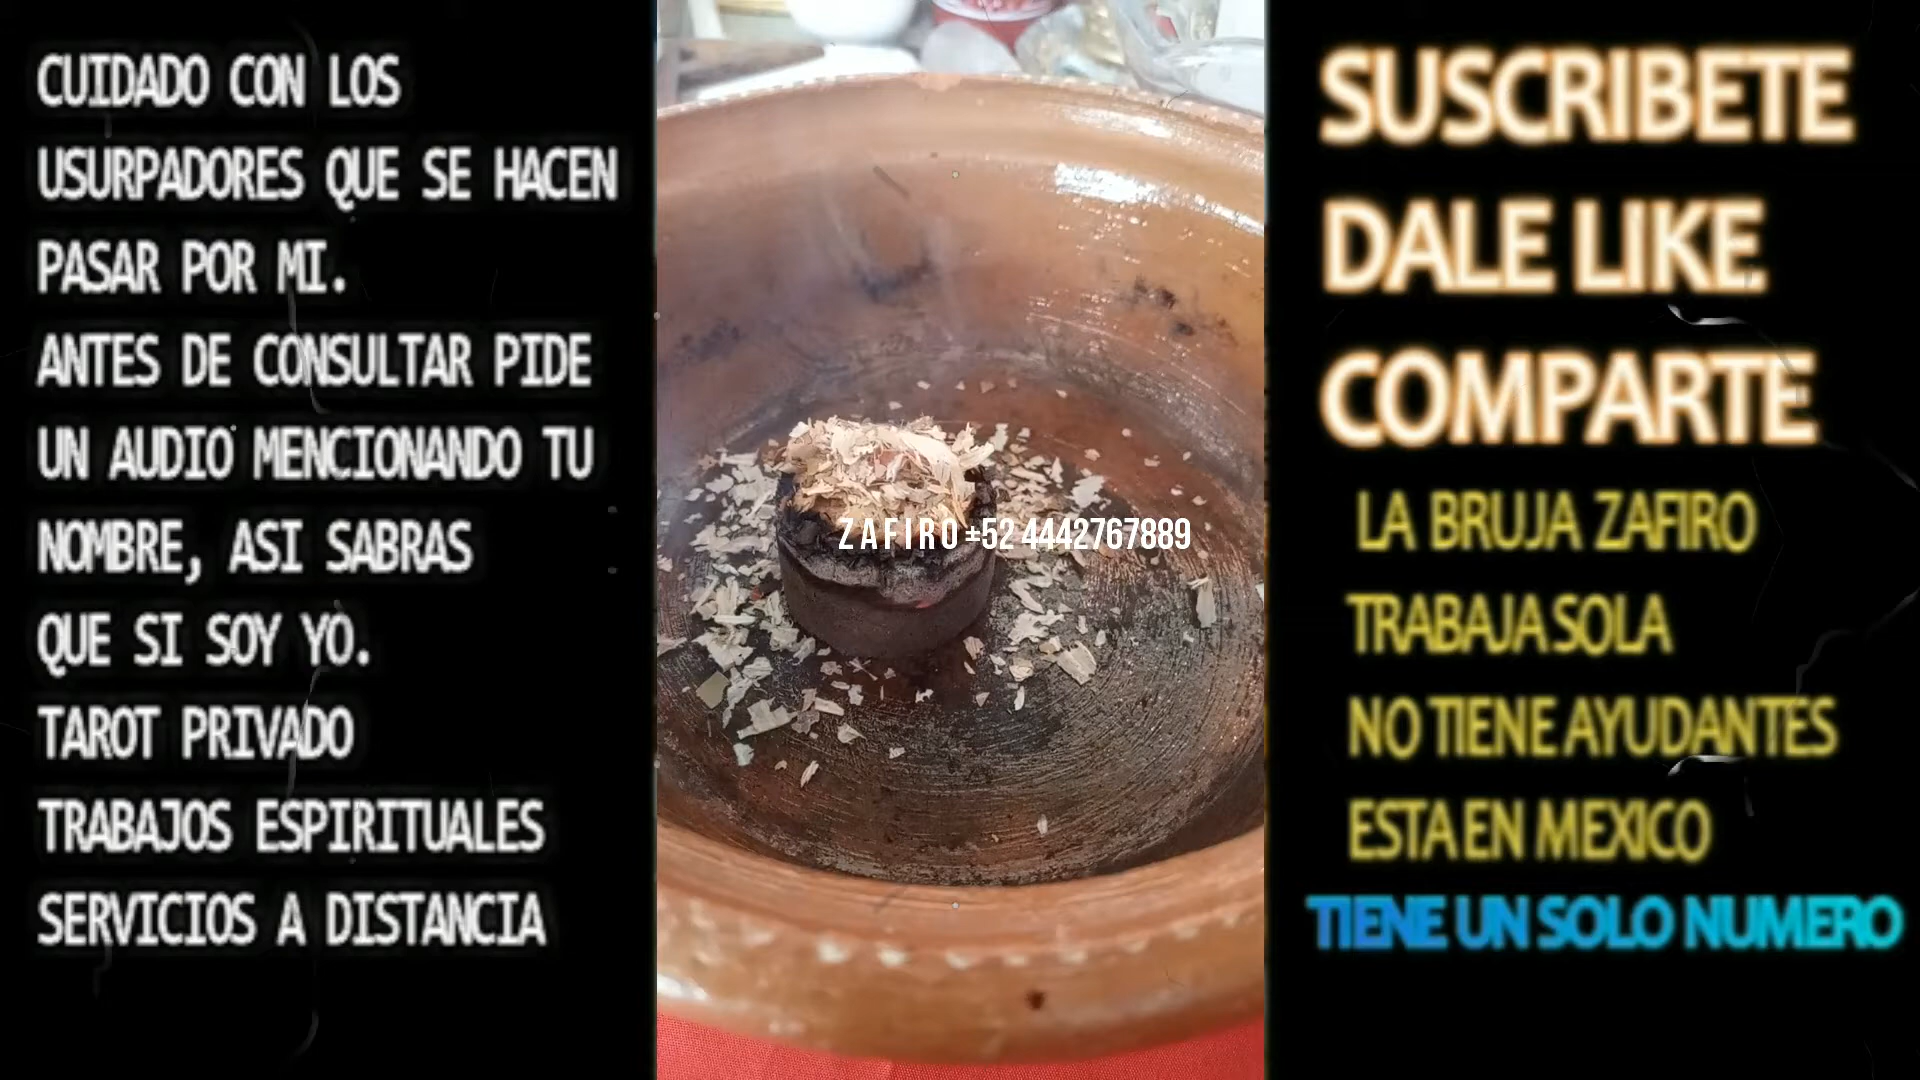 CUIDADO CON LOS
USURPADORES QUE SE HACEN
PASAR POR MI.
ANTES DE CONSULTAR PIDE
UN AUDIO MENCIONANDO TU
NOMBRE, ASI SABRAS
QUE SI SOY YO.
TAROT PRIVADO
TRABAJOS ESPIRITUALES
SERVICIOS A DISTANCIA
ZAFIRO +52 4442767889
SUSCRIBETE
DALE LIKE
COMPARTE
LA BRUJA ZAFIRO
TRABAJA SOLA
NO TIENE AYUDANTES
ESTA EN MEXICO
TIENE UN SOLO NUMERO